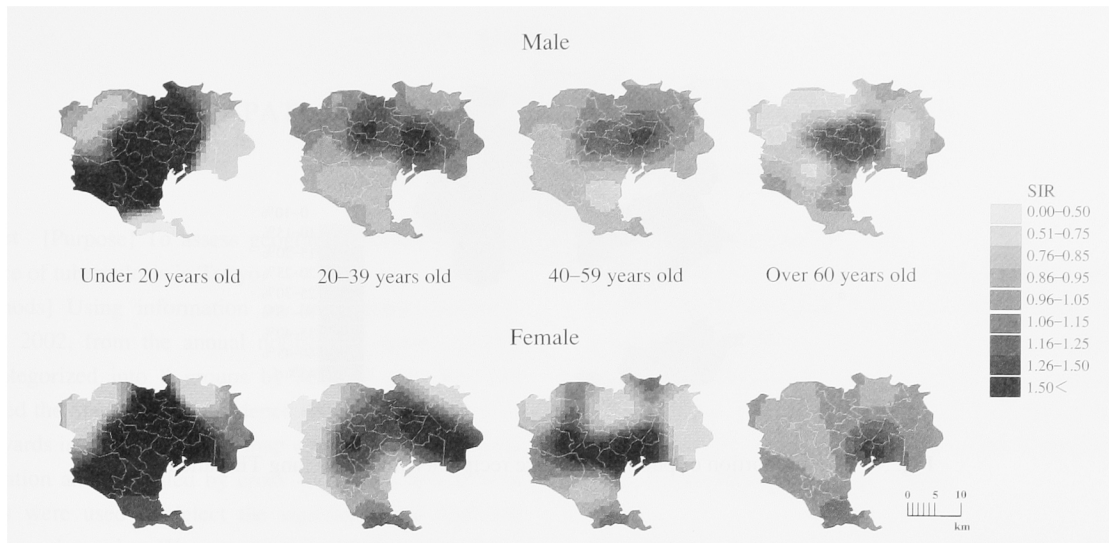 Male
Under 20 years old
20–39 years old
40–59 years old
Over 60 years old
Female
SIR
0.00–0.50
0.51–0.75
0.76–0.85
0.86–0.95
0.96–1.05
1.06–1.15
1.16–1.25
1.26–1.50
1.50<
0 5 10
km